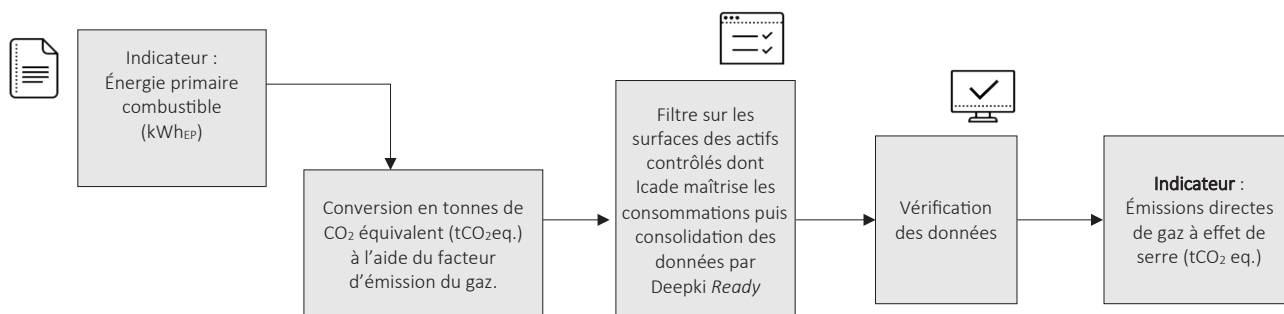 Indicateur :
Énergie primaire
combustible
(kWhEP)
Conversion en tonnes de
CO₂ équivalent (tCO₂eq.)
à l’aide du facteur
d’émission du gaz.
Filtre sur les
surfaces des actifs
contrôlés dont
Icade maîtrise les
consommations puis
consolidation des
données par
Deepki Ready
Vérification
des données
Indicateur :
Émissions directes
de gaz à effet de
serre (tCO₂ eq.)